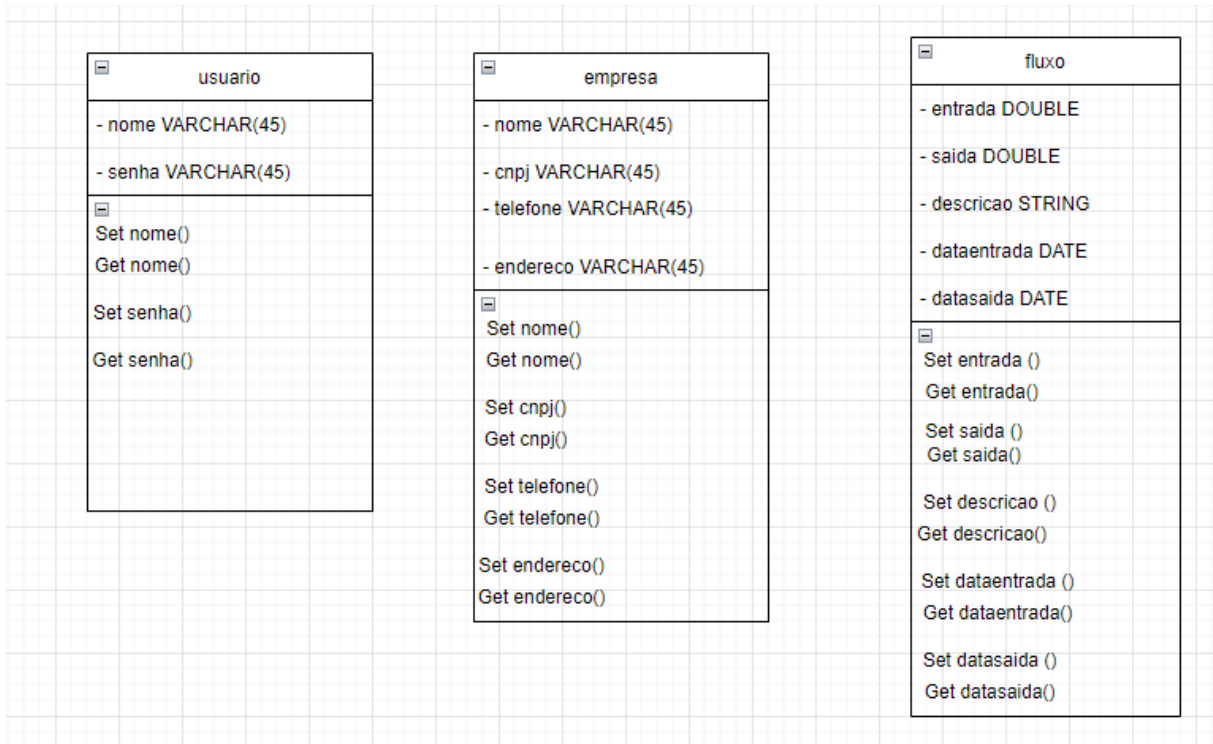 usuario
- nome VARCHAR(45)
- senha VARCHAR(45)
Set nome()
Get nome()
Set senha()
Get senha()
empresa
- nome VARCHAR(45)
- cnpj VARCHAR(45)
- telefone VARCHAR(45)
- endereco VARCHAR(45)
Set nome()
Get nome()
Set cnpj()
Get cnpj()
Set telefone()
Get telefone()
Set endereco()
Get endereco()
fluxo
- entrada DOUBLE
- saida DOUBLE
- descricao STRING
- dataentrada DATE
- datasaida DATE
Set entrada ()
Get entrada()
Set saida ()
Get saida()
Set descricao ()
Get descricao()
Set dataentrada ()
Get dataentrada()
Set datasaida ()
Get datasaida()